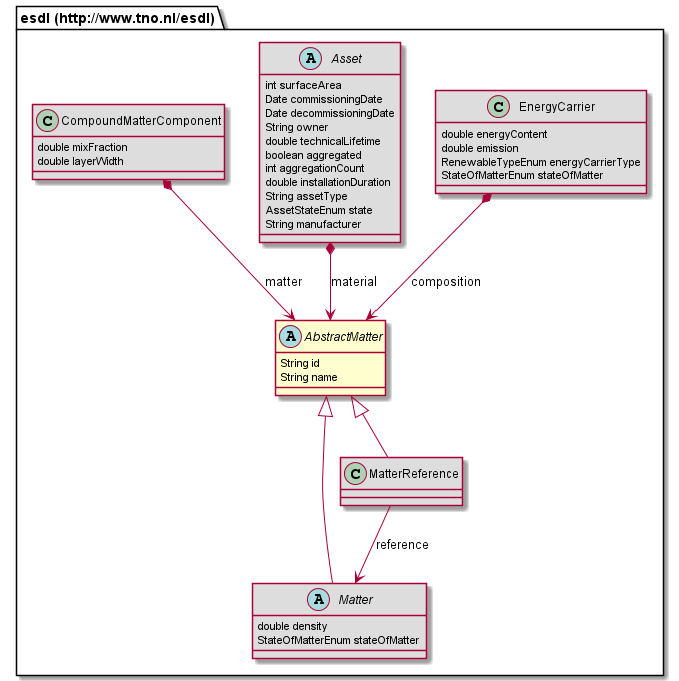 esdl (http://www.tno.nl/esdl)
A Asset
int surfaceArea
Date commissioningDate
Date decommissioningDate
String owner
double technicalLifetime
boolean aggregated
int aggregationCount
double installationDuration
String assetType
AssetStateEnum state
String manufacturer
C CompoundMatterComponent
double mixFraction
double layerWidth
C EnergyCarrier
double energyContent
double emission
RenewableTypeEnum energyCarrierType
StateOfMatterEnum stateOfMatter
matter
material
composition
A AbstractMatter
String id
String name
C MatterReference
reference
A Matter
double density
StateOfMatterEnum stateOfMatter